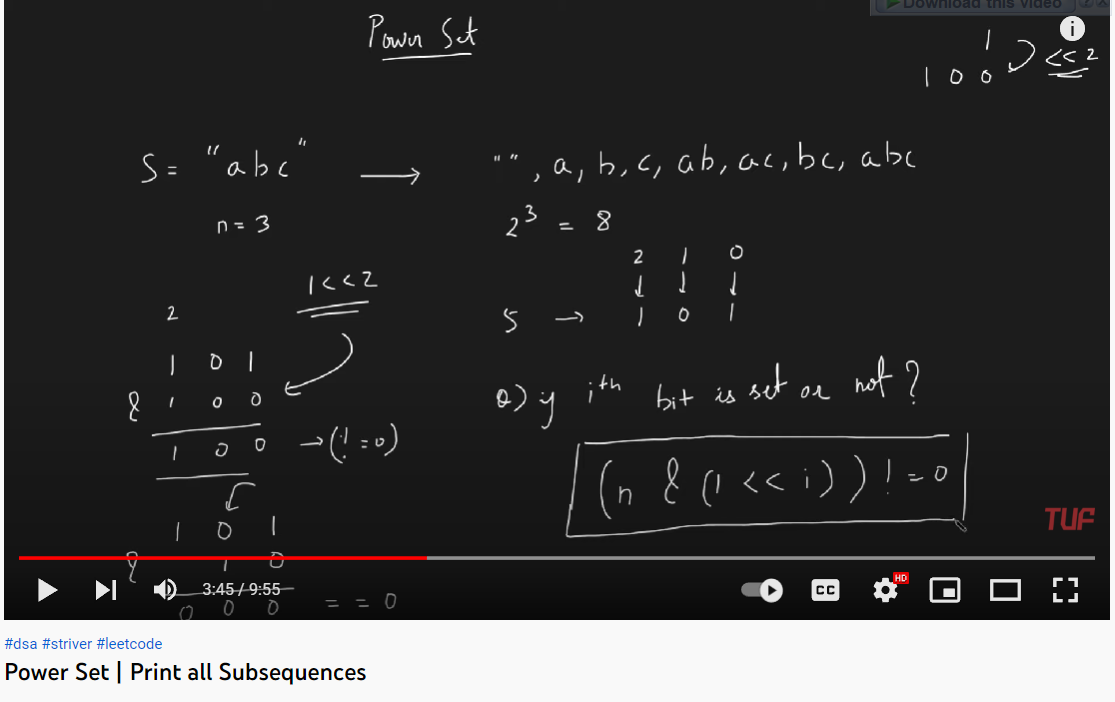 Download this video
Power Set
1
1 0 0 << 2
S = "abc" → "", a, b, c, ab, ac, bc, abc
n = 3
2^3 = 8
2 1 0
↓ ↓ ↓
5 → 1 0 1
1<<2
2
1 0 1
& 1 0 0
1 0 0 → (! = 0)
1 0 1
& 1 0
0 0 0 = = 0
Q) if ith bit is set or not ?
(n & (1 << i)) ! = 0
TUF
3:45 / 9:55
CC
HD
#dsa #striver #leetcode
Power Set | Print all Subsequences